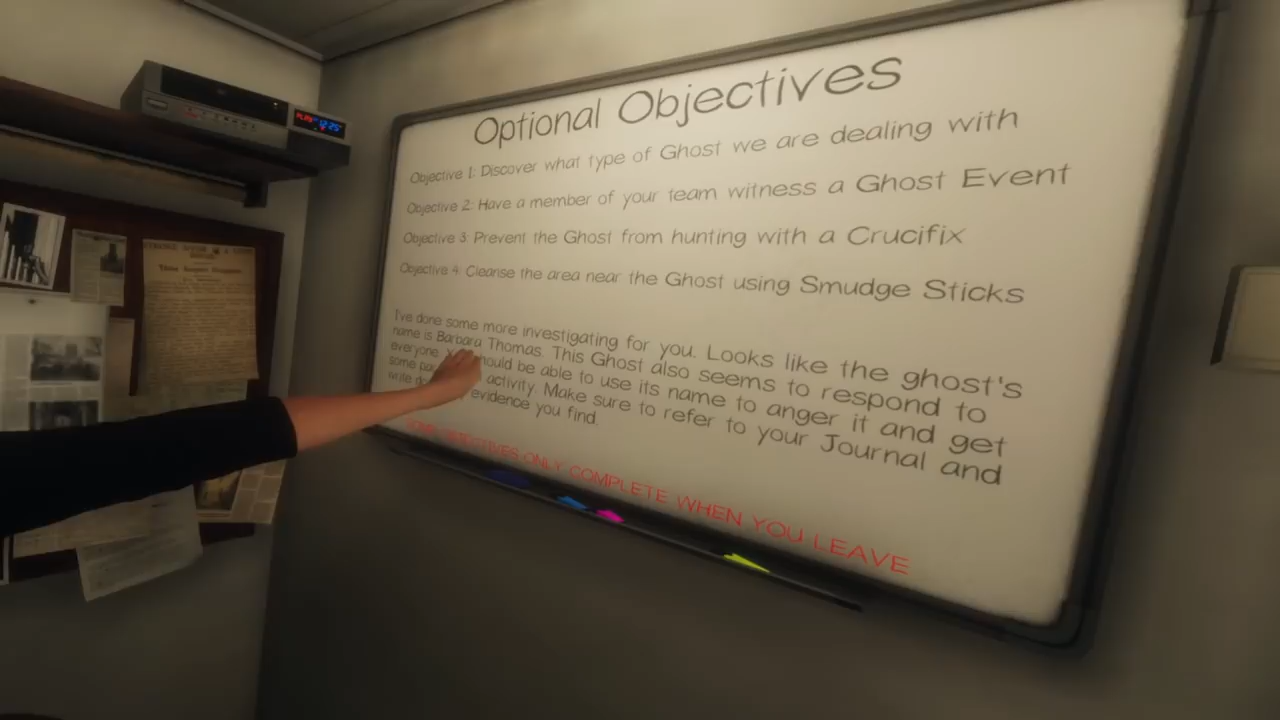 Optional Objectives
Objective 1: Discover what type of Ghost we are dealing with
Objective 2: Have a member of your team witness a Ghost Event
Objective 3: Prevent the Ghost from hunting with a Crucifix
Objective 4: Cleanse the area near the Ghost using Smudge Sticks
I've done some more investigating for you. Looks like the ghost's
name is Barbara Thomas. This Ghost also seems to respond to
everyone. should be able to use its name to anger it and get
some activity. Make sure to refer to your Journal and
write evidence you find.
OBJECTIVES ONLY COMPLETE WHEN YOU LEAVE